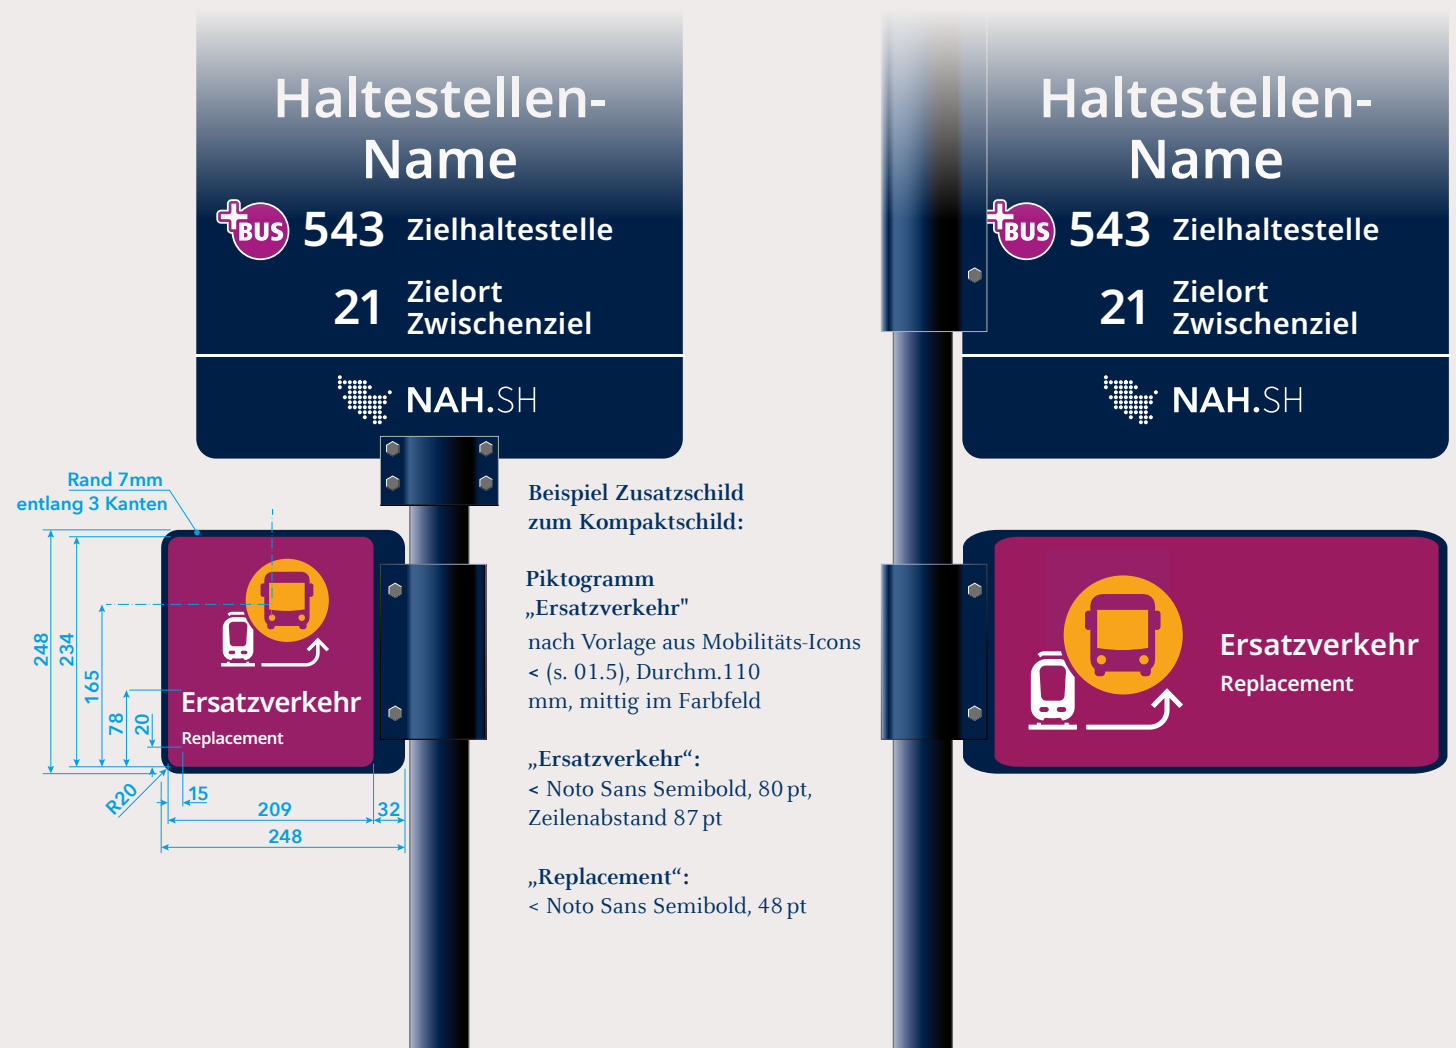 Haltestellen-
Name
BUS 543 Zielhaltestelle
21 Zielort
Zwischenziel
NAH.SH
Haltestellen-
Name
BUS 543 Zielhaltestelle
21 Zielort
Zwischenziel
NAH.SH
Rand 7mm
entlang 3 Kanten
248
234
165
78
20
R20
15
209
32
248
Ersatzverkehr
Replacement
Beispiel Zusatzschild
zum Kompaktschild:
Piktogramm
„Ersatzverkehr"
nach Vorlage aus Mobilitäts-Icons
< (s. 01.5), Durchm.110
mm, mittig im Farbfeld
„Ersatzverkehr“:
< Noto Sans Semibold, 80 pt,
Zeilenabstand 87 pt
„Replacement“:
< Noto Sans Semibold, 48 pt
Ersatzverkehr
Replacement